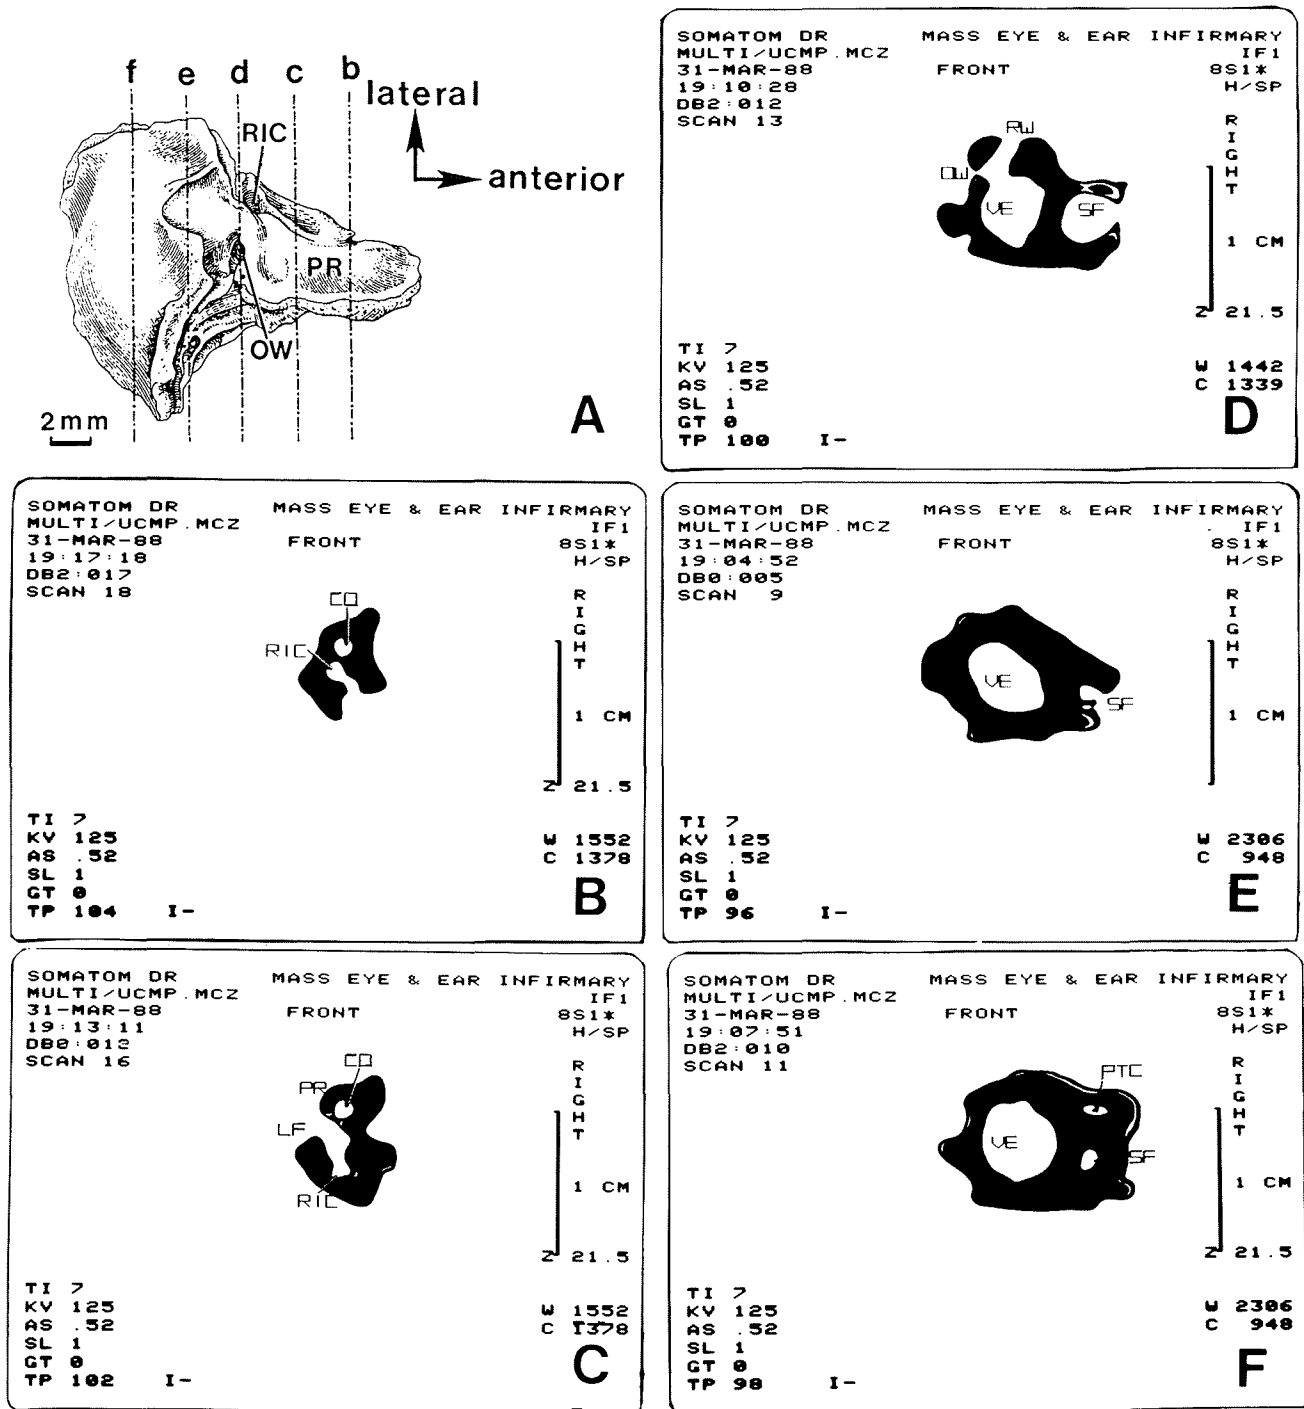 f e d c b
lateral
RIC
anterior
PR
OW
2mm
A
SOMATOM DR MASS EYE & EAR INFIRMARY
MULTI/UCMP.MCZ IF1
31-MAR-88 FRONT 8S1*
19:10:28 H/SP
DB2:012
SCAN 13
RIGHT
RW
OW
VE
SF
1 CM
Z 21.5
TI 7
KV 125 W 1442
AS .52 C 1339
SL 1
GT 0
TP 100 I-
D
SOMATOM DR MASS EYE & EAR INFIRMARY
MULTI/UCMP.MCZ IF1
31-MAR-88 FRONT 8S1*
19:17:18 H/SP
DB2:017
SCAN 18
RIGHT
CO
RIC
1 CM
Z 21.5
TI 7
KV 125 W 1552
AS .52 C 1378
SL 1
GT 0
TP 104 I-
B
SOMATOM DR MASS EYE & EAR INFIRMARY
MULTI/UCMP.MCZ IF1
31-MAR-88 FRONT 8S1*
19:04:52 H/SP
DB0:005
SCAN 9
RIGHT
VE
SF
1 CM
TI 7
KV 125 W 2306
AS .52 C 948
SL 1
GT 0
TP 96 I-
E
SOMATOM DR MASS EYE & EAR INFIRMARY
MULTI/UCMP.MCZ IF1
31-MAR-88 FRONT 8S1*
19:13:11 H/SP
SCAN 16
RIGHT
CO
PR
LF
RIC
1 CM
Z 21.5
TI 7
KV 125 W 1552
AS .52 C 1378
SL 1
GT 0
TP 102 I-
C
SOMATOM DR MASS EYE & EAR INFIRMARY
MULTI/UCMP.MCZ IF1
31-MAR-88 FRONT 8S1*
19:07:51 H/SP
DB2:010
SCAN 11
RIGHT
PTC
VE
SF
1 CM
Z 21.5
TI 7
KV 125 W 2306
AS .52 C 948
SL 1
GT 0
TP 98 I-
F